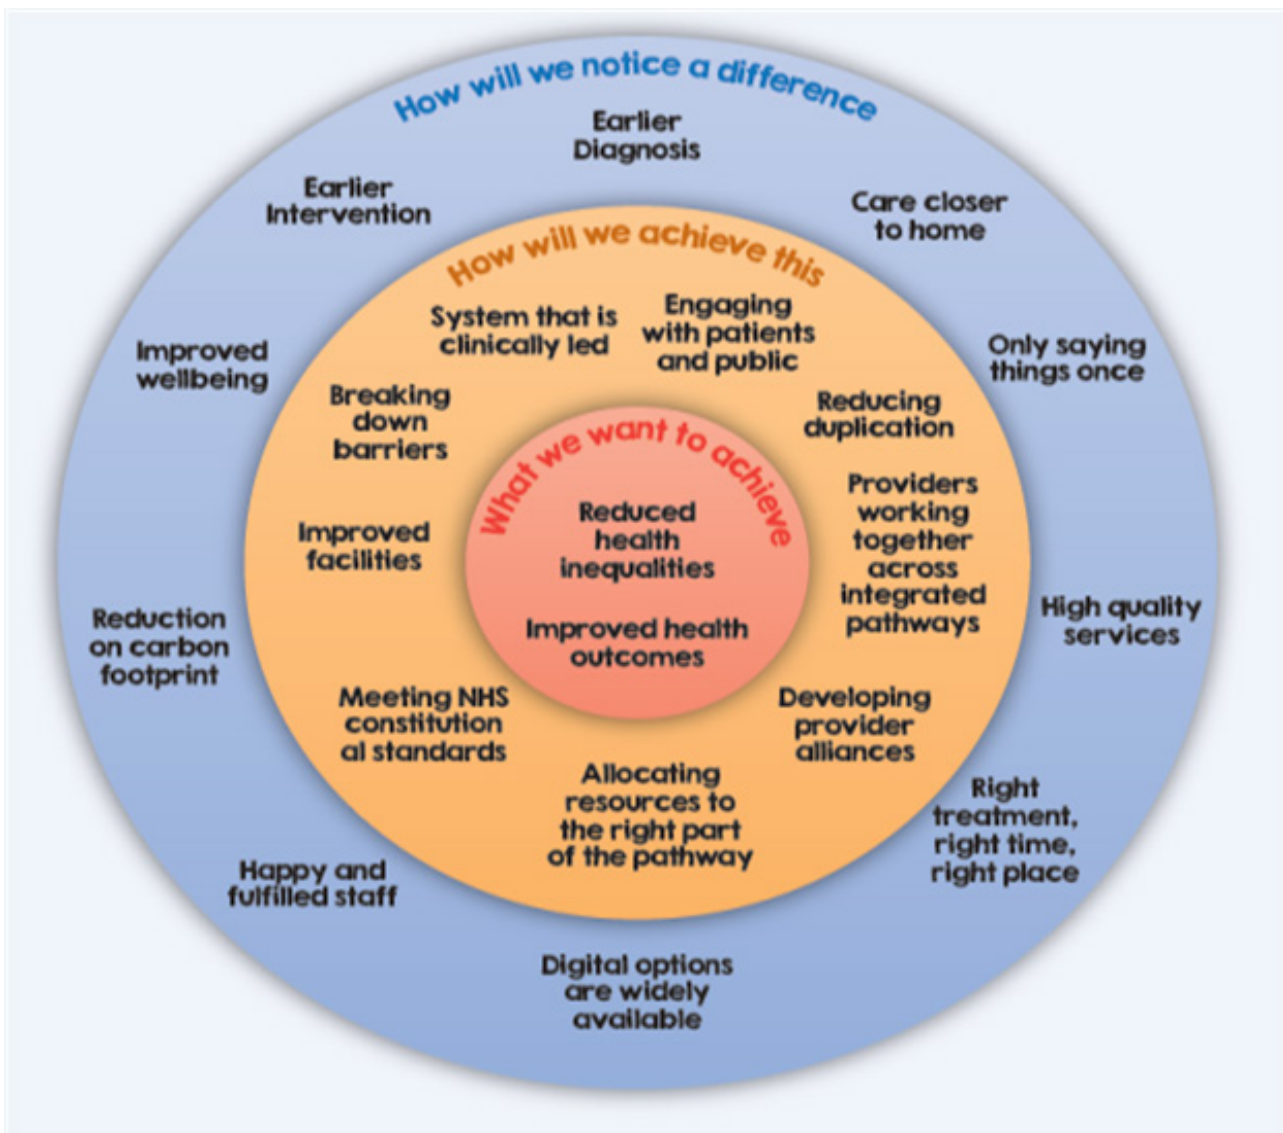 How will we notice a difference
Earlier
Diagnosis
Care closer
to home
Only saying
things once
High quality
services
Right
treatment,
right time,
right place
Digital options
are widely
available
Happy and
fulfilled staff
Reduction
on carbon
footprint
Improved
wellbeing
Earlier
Intervention
How will we achieve this
System that is
clinically led
Engaging
with patients
and public
Reducing
duplication
Providers
working
together
across
integrated
pathways
Developing
provider
alliances
Allocating
resources to
the right part
of the pathway
Meeting NHS
constitution
al standards
Improved
facilities
Breaking
down
barriers
What we want to achieve
Reduced
health
inequalities
Improved health
outcomes